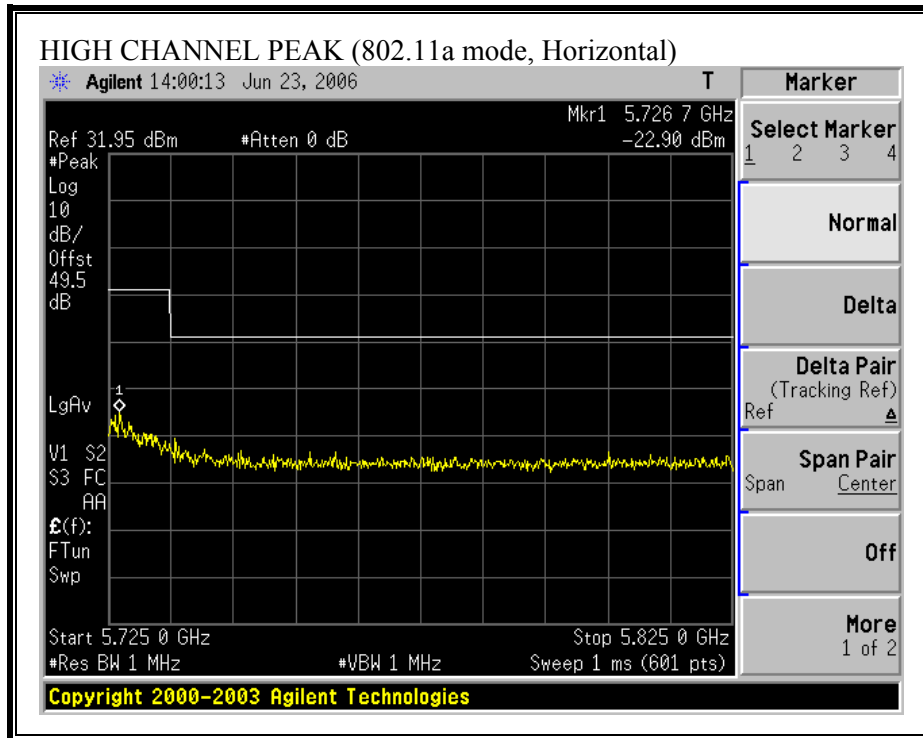 HIGH CHANNEL PEAK (802.11a mode, Horizontal)
Agilent 14:00:13 Jun 23, 2006 T
Mkr1 5.726 7 GHz
Ref 31.95 dBm #Atten 0 dB -22.90 dBm
#Peak
Log
10
dB/
Offst
49.5
dB
1
LgAv
V1 S2
S3 FC
AA
£(f):
FTun
Swp
Start 5.725 0 GHz Stop 5.825 0 GHz
#Res BW 1 MHz #VBW 1 MHz Sweep 1 ms (601 pts)
Copyright 2000-2003 Agilent Technologies
Marker
Select Marker
1 2 3 4
Normal
Delta
Delta Pair
(Tracking Ref)
Ref Δ
Span Pair
Span Center
Off
More
1 of 2